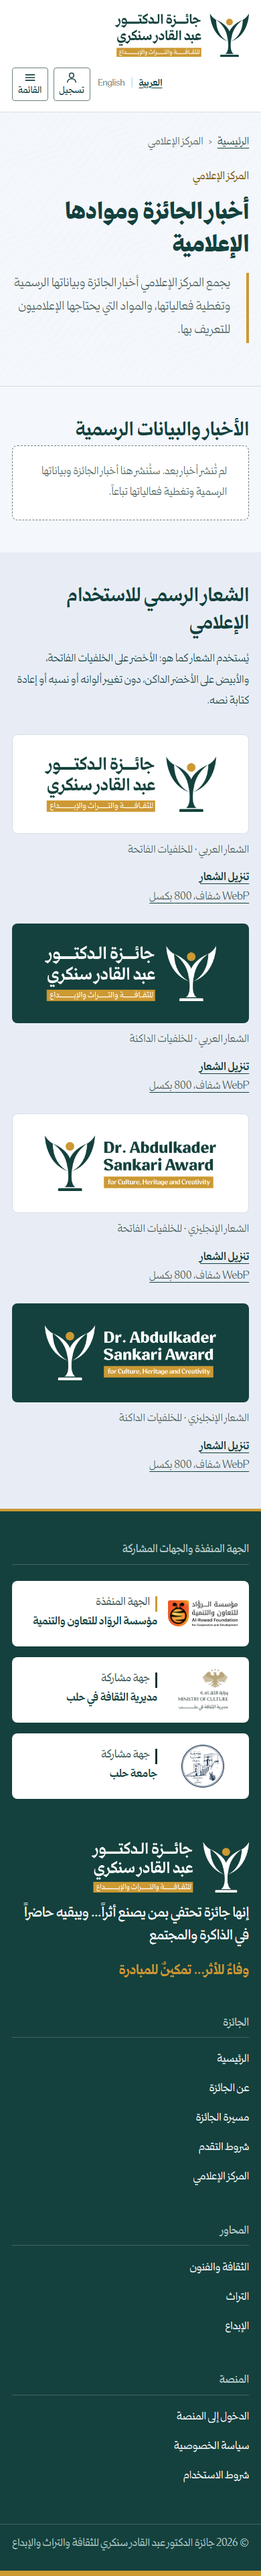 جائزة الدكتور
عبد القادر سنكري
للثقافة والتراث والإبداع
العربية
English
تسجيل
القائمة
الرئيسية › المركز الإعلامي
المركز الإعلامي
أخبار الجائزة وموادها
الإعلامية
يجمع المركز الإعلامي أخبار الجائزة وبياناتها الرسمية
وتغطية فعالياتها، والمواد التي يحتاجها الإعلاميون
للتعريف بها.
الأخبار والبيانات الرسمية
لم تُنشر أخبار بعد. ستُنشر هنا أخبار الجائزة وبياناتها
الرسمية وتغطية فعالياتها تباعاً.
الشعار الرسمي للاستخدام
الإعلامي
يُستخدم الشعار كما هو: الأخضر على الخلفيات الفاتحة،
والأبيض على الأخضر الداكن، دون تغيير ألوانه أو نسبه أو إعادة
كتابة نصه.
جائزة الدكتور
عبد القادر سنكري
للثقافة والتراث والإبداع
الشعار العربي · للخلفيات الفاتحة
تنزيل الشعار
WebP شفاف، 800 بكسل
جائزة الدكتور
عبد القادر سنكري
للثقافة والتراث والإبداع
الشعار العربي · للخلفيات الداكنة
تنزيل الشعار
WebP شفاف، 800 بكسل
Dr. Abdulkader
Sankari Award
for Culture, Heritage and Creativity
الشعار الإنجليزي · للخلفيات الفاتحة
تنزيل الشعار
WebP شفاف، 800 بكسل
Dr. Abdulkader
Sankari Award
for Culture, Heritage and Creativity
الشعار الإنجليزي · للخلفيات الداكنة
تنزيل الشعار
WebP شفاف، 800 بكسل
الجهة المنفذة والجهات المشاركة
مؤسسة الرواد
للتعاون والتنمية
Al-Rowad Foundation
For Cooperation and Development
الجهة المنفذة
مؤسسة الروّاد للتعاون والتنمية
وزارة الثقافة
MINISTRY OF CULTURE
جهة مشاركة
مديرية الثقافة في حلب
جهة مشاركة
جامعة حلب
جائزة الدكتور
عبد القادر سنكري
للثقافة والتراث والإبداع
إنها جائزة تحتفي بمن يصنع أثراً... ويبقيه حاضراً
في الذاكرة والمجتمع
وفاءٌ للأثر... تمكينٌ للمبادرة
الجائزة
الرئيسية
عن الجائزة
مسيرة الجائزة
شروط التقدم
المركز الإعلامي
المحاور
الثقافة والفنون
التراث
الإبداع
المنصة
الدخول إلى المنصة
سياسة الخصوصية
شروط الاستخدام
© 2026 جائزة الدكتور عبد القادر سنكري للثقافة والتراث والإبداع